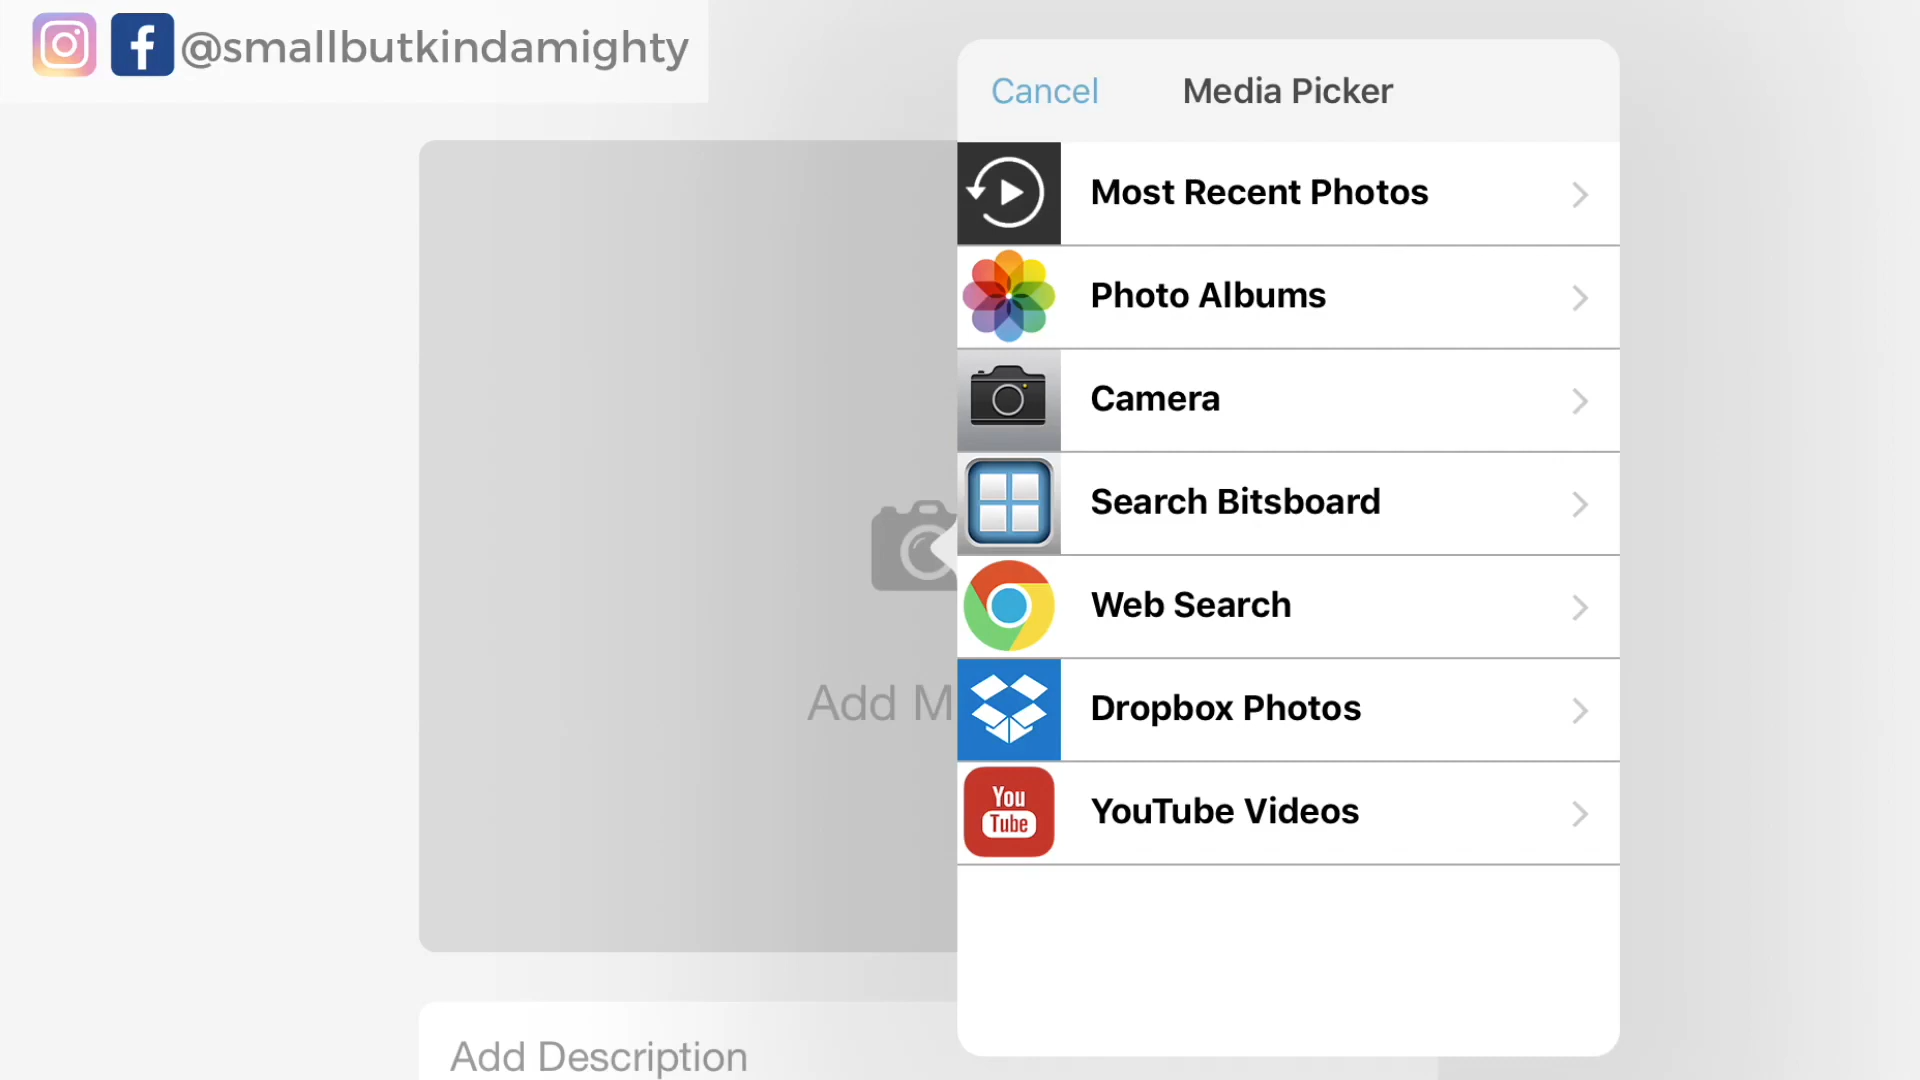 @smallbutkindamighty
Cancel
Media Picker
Most Recent Photos
Photo Albums
Camera
Search Bitsboard
Web Search
Dropbox Photos
You
Tube
YouTube Videos
Add M
Add Description